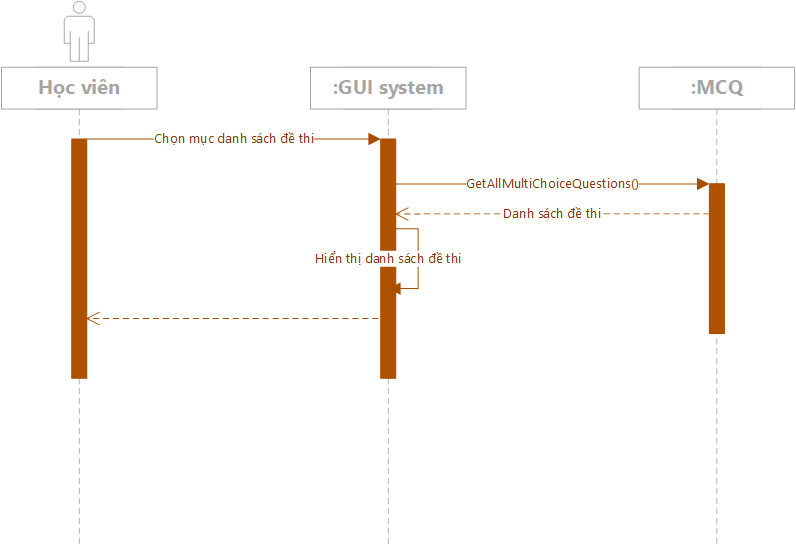 Học viên
:GUI system
:MCQ
Chọn mục danh sách đề thi
GetAllMultiChoiceQuestions()
Danh sách đề thi
Hiển thị danh sách đề thi